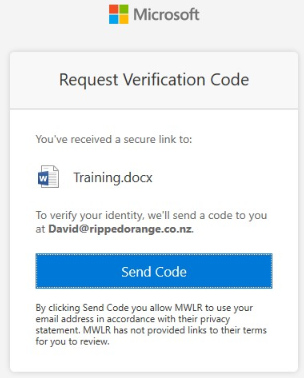 Microsoft
Request Verification Code
You've received a secure link to:
Training.docx
To verify your identity, we'll send a code to you
at David@rippedorange.co.nz.
Send Code
By clicking Send Code you allow MWLR to use your
email address in accordance with their privacy
statement. MWLR has not provided links to their terms
for you to review.